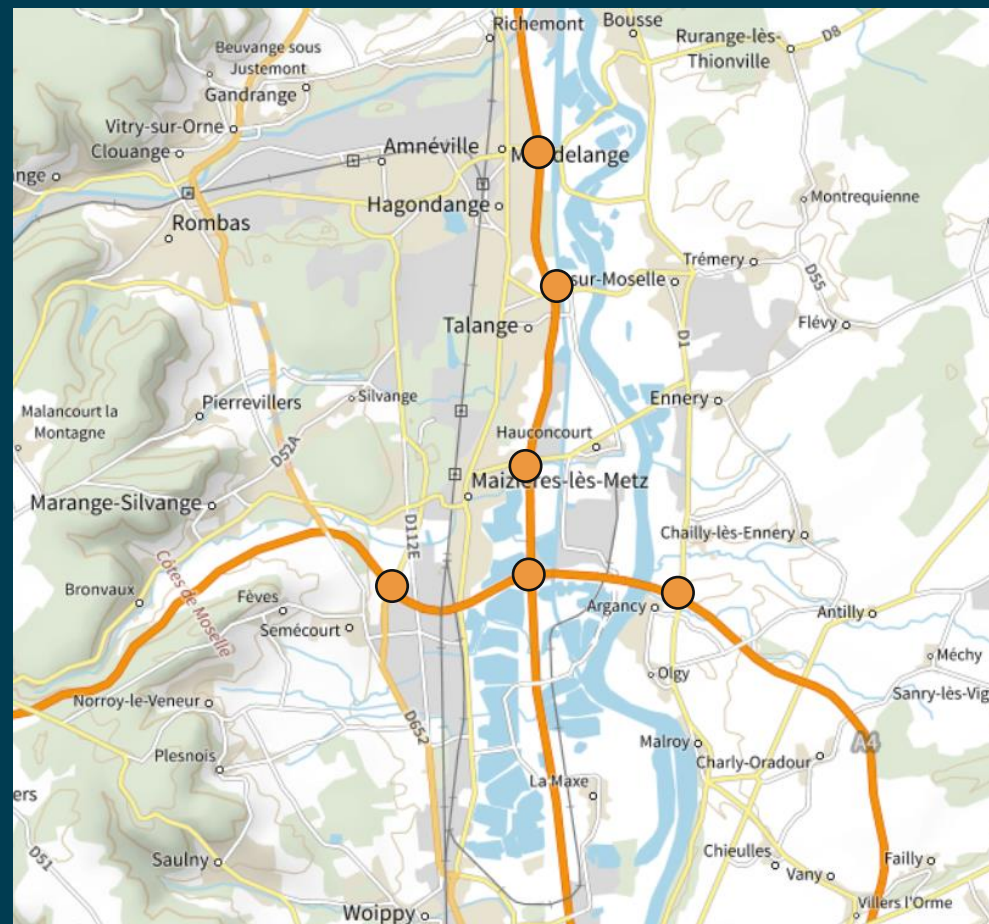 Richemont
Bousse
D8
Rurange-lès-
Thionville
Beuvange sous
Justemont
Gandrange
Vitry-sur-Orne
Clouange
Amnéville
delange
ange
Hagondange
Montrequienne
Rombas
Trémery
sur-Moselle
D55
Flévy
Talange
D1
Silvange
Pierrevillers
Ennery
Malancourt la
Montagne
Hauconcourt
D52A
Maizières-lès-Metz
Marange-Silvange
D112E
Chailly-lès-Ennery
Côtes de Moselle
Bronvaux
Fèves
Argancy
Antilly
Semécourt
Méchy
Olgy
Sanry-lès-Vig
Norroy-le-Veneur
D652
Malroy
A4
Plesnois
Charly-Oradour
La Maxe
ers
D51
Saulny
Chieulles
Failly
Vany
Villers l'Orme
Woippy